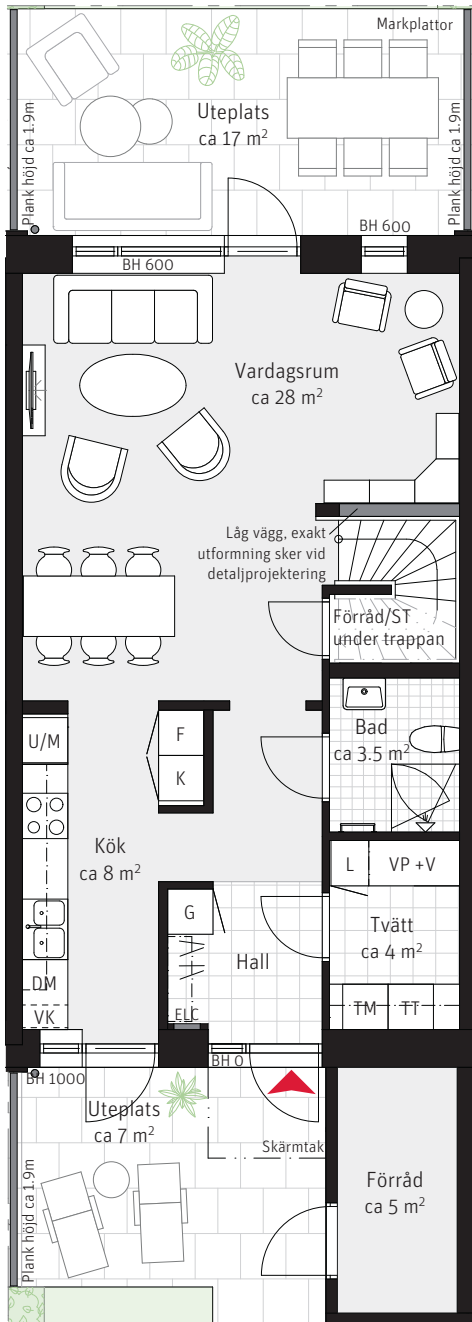 Markplattor
Uteplats
ca 17 m²
Plank höjd ca 1.9m
Plank höjd ca 1.9m
BH 600
BH 600
Vardagsrum
ca 28 m²
Låg vägg, exakt
utformning sker vid
detaljprojektering
Förråd/ST
under trappan
U/M
F
K
Bad
ca 3.5 m²
Kök
ca 8 m²
L
VP +V
G
Tvätt
ca 4 m²
Hall
DM
VK
ELC
TM
TT
BH 0
BH 1000
Uteplats
ca 7 m²
Skärmtak
Förråd
ca 5 m²
Plank höjd ca 1.9m